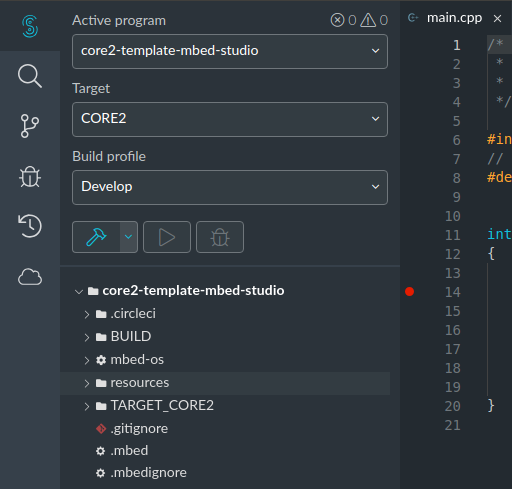 Active program
0 0
core2-template-mbed-studio
Target
CORE2
Build profile
Develop
core2-template-mbed-studio
.circleci
BUILD
mbed-os
resources
TARGET_CORE2
.gitignore
.mbed
.mbedignore
main.cpp
1 /*
2 *
3 *
4 */
5
6 #in
7 //
8 #de
9
10
11 int
12 {
13
14
15
16
17
18
19
20 }
21